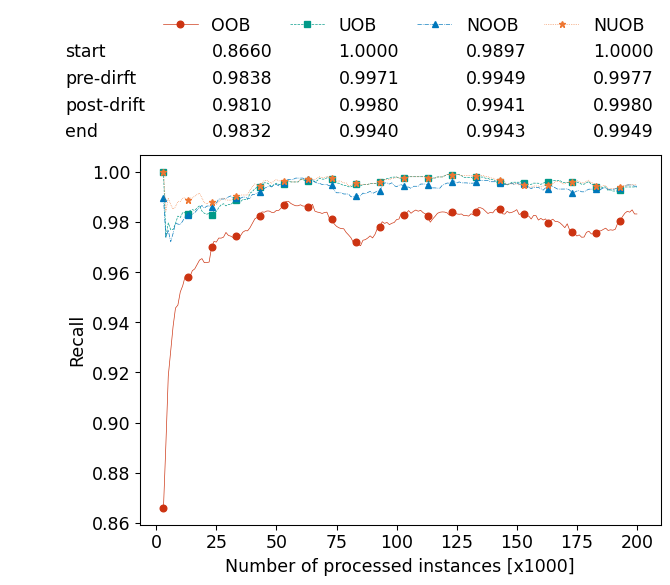 OOB UOB NOOB NUOB
start 0.8660 1.0000 0.9897 1.0000
pre-dirft 0.9838 0.9971 0.9949 0.9977
post-drift 0.9810 0.9980 0.9941 0.9980
end 0.9832 0.9940 0.9943 0.9949
1.00
0.98
0.96
0.94
0.92
0.90
0.88
0.86
Recall
0 25 50 75 100 125 150 175 200
Number of processed instances [x1000]